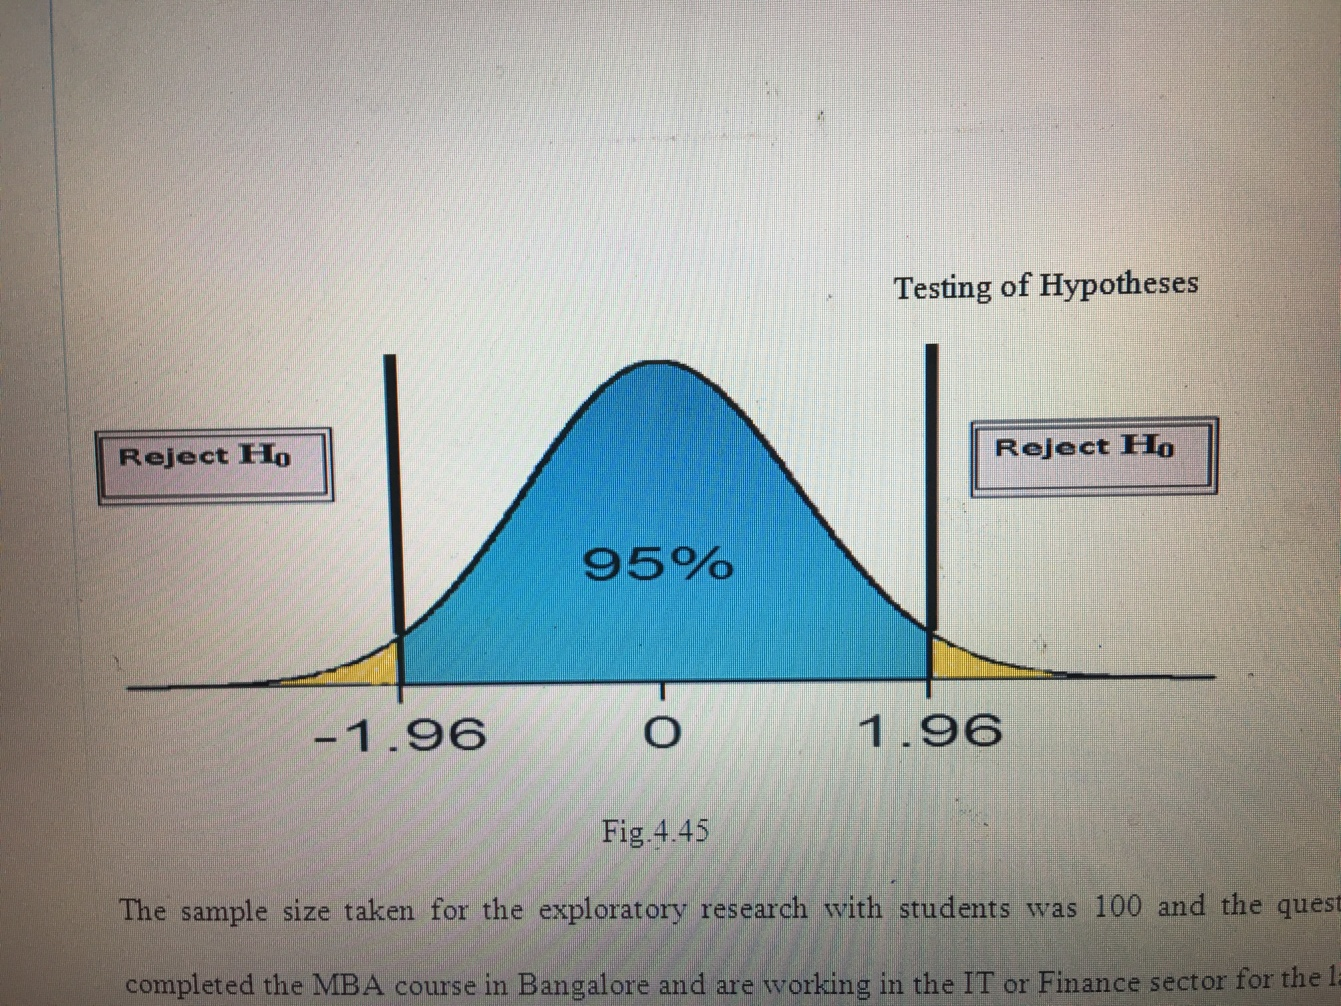 Testing of Hypotheses
Reject H0
Reject H0
95%
-1.96 0 1.96
Fig.4.45
The sample size taken for the exploratory research with students was 100 and the
completed the MBA course in Bangalore and are working in the IT or Finance sector for the